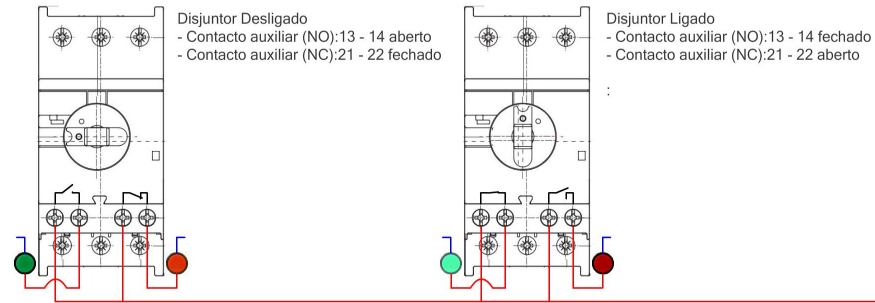 Disjuntor Desligado
- Contacto auxiliar (NO):13 - 14 aberto
- Contacto auxiliar (NC):21 - 22 fechado
Disjuntor Ligado
- Contacto auxiliar (NO):13 - 14 fechado
- Contacto auxiliar (NC):21 - 22 aberto
: